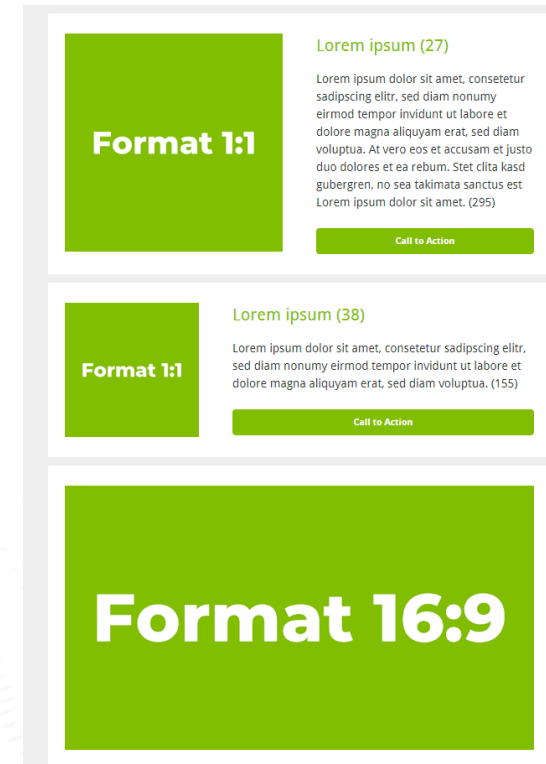 Format 1:1
Lorem ipsum (27)
Lorem ipsum dolor sit amet, consetetur
sadipscing elitr, sed diam nonumy
eirmod tempor invidunt ut labore et
dolore magna aliquyam erat, sed diam
voluptua. At vero eos et accusam et justo
duo dolores et ea rebum. Stet clita kasd
gubergren, no sea takimata sanctus est
Lorem ipsum dolor sit amet. (295)
Call to Action
Format 1:1
Lorem ipsum (38)
Lorem ipsum dolor sit amet, consetetur sadipscing elitr,
sed diam nonumy eirmod tempor invidunt ut labore et
dolore magna aliquyam erat, sed diam voluptua. (155)
Call to Action
Format 16:9